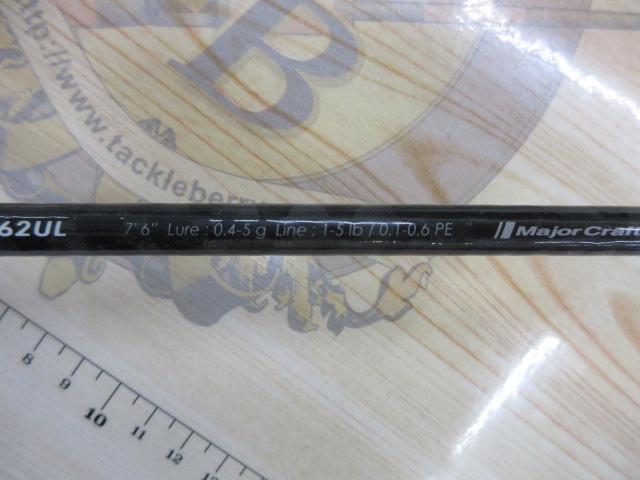 http://www.tackleberry
B
62UL 7'6" Lure : 0.4-5 g Line : 1-5 lb / 0.1-0.6 PE Major Craft
8 9 10 11 12 13